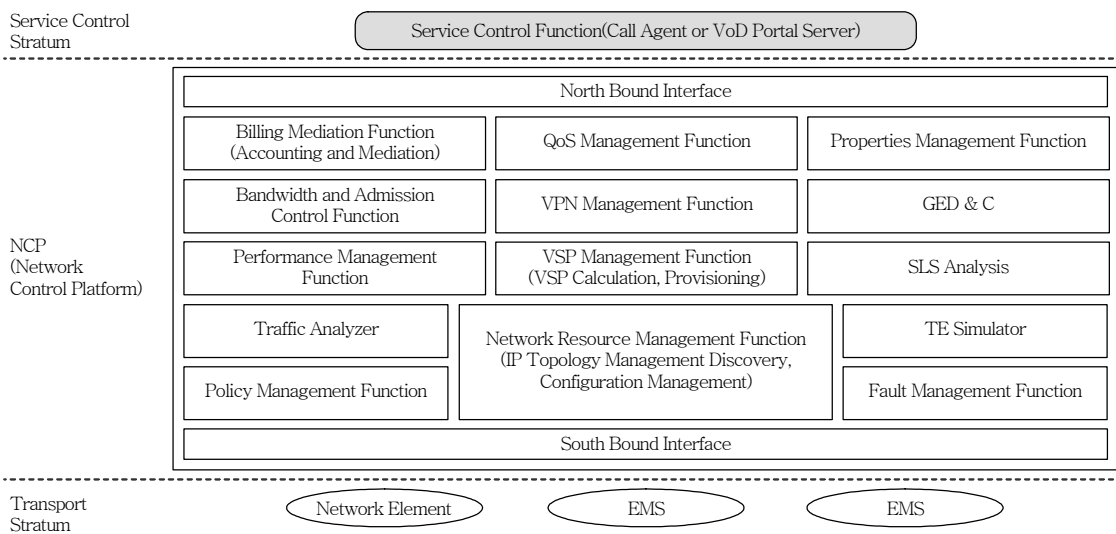 Service Control
Stratum
Service Control Function(Call Agent or VoD Portal Server)
NCP
(Network
Control Platform)
North Bound Interface
Billing Mediation Function
(Accounting and Mediation)
QoS Management Function
Properties Management Function
Bandwidth and Admission
Control Function
VPN Management Function
GED & C
Performance Management
Function
VSP Management Function
(VSP Calculation, Provisioning)
SLS Analysis
Traffic Analyzer
Network Resource Management Function
(IP Topology Management Discovery,
Configuration Management)
TE Simulator
Policy Management Function
Fault Management Function
South Bound Interface
Transport
Stratum
Network Element
EMS
EMS